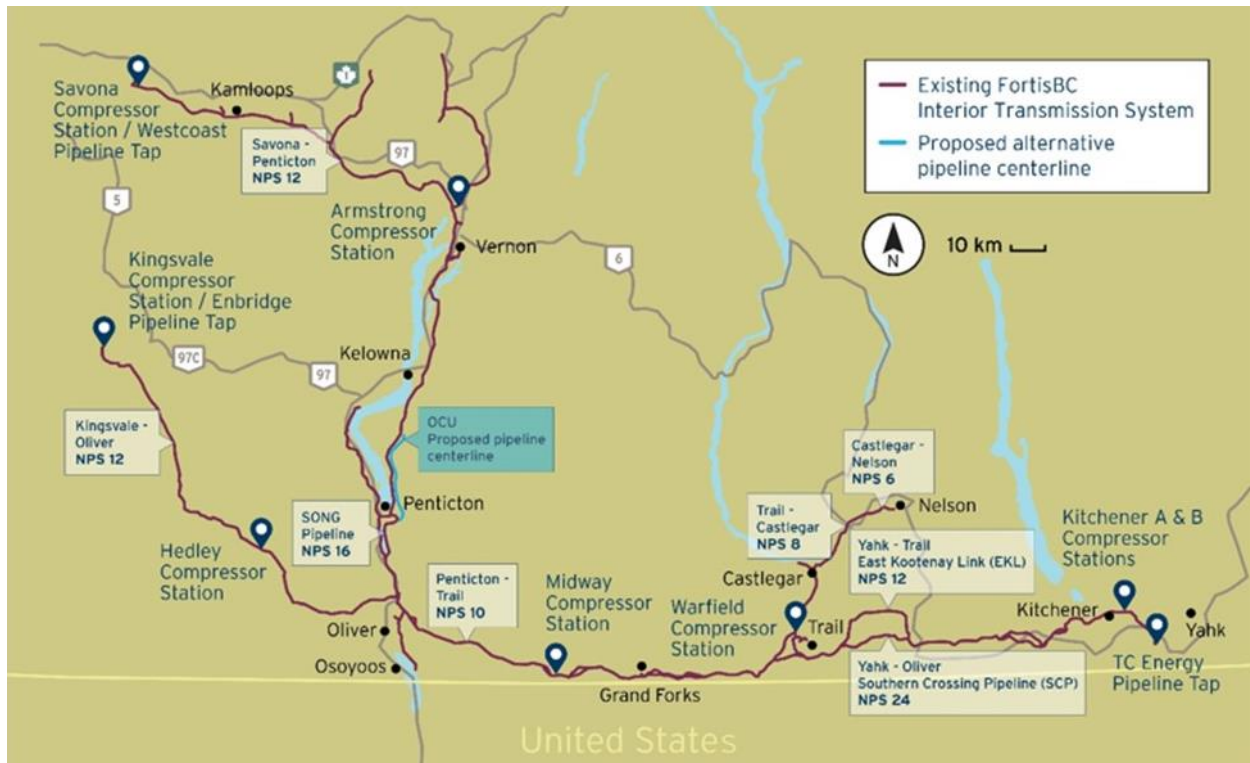 Savona
Compressor
Station / Westcoast
Pipeline Tap
Kamloops
1
Savona -
Penticton
NPS 12
97
5
Armstrong
Compressor
Station
Vernon
6
Existing FortisBC
Interior Transmission System
Proposed alternative
pipeline centerline
N
10 km
Kingsvale
Compressor
Station / Enbridge
Pipeline Tap
97C
97
Kelowna
Kingsvale -
Oliver
NPS 12
OCU
Proposed pipeline
centerline
SONG
Pipeline
NPS 16
Penticton
Hedley
Compressor
Station
Oliver
Osoyoos
Penticton -
Trail
NPS 10
Midway
Compressor
Station
Grand Forks
Warfield
Compressor
Station
Trail
Castlegar
Trail -
Castlegar
NPS 8
Castlegar -
Nelson
NPS 6
Nelson
Yahk - Trail
East Kootenay Link (EKL)
NPS 12
Yahk - Oliver
Southern Crossing Pipeline (SCP)
NPS 24
Kitchener A & B
Compressor
Stations
Kitchener
Yahk
TC Energy
Pipeline Tap
United States